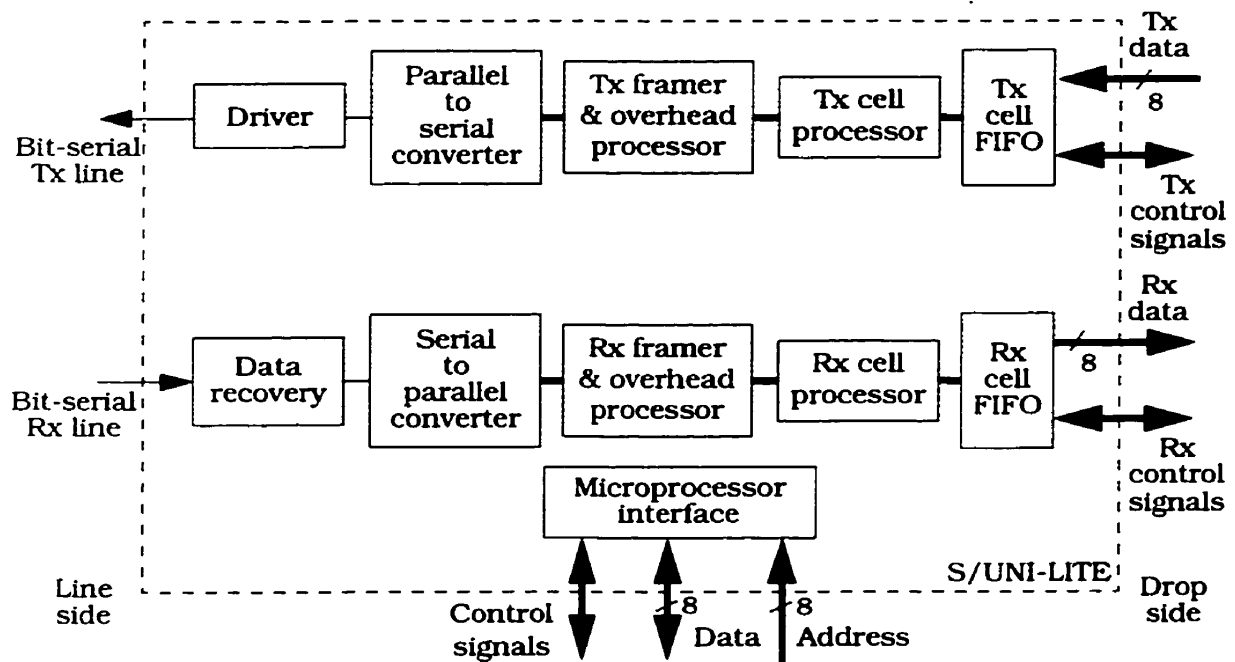 Tx
data
8
Parallel
to
serial
converter
Tx framer
& overhead
processor
Tx cell
processor
Tx
cell
FIFO
Driver
Bit-serial
Tx line
Tx
control
signals
Rx
data
8
Data
recovery
Serial
to
parallel
converter
Rx framer
& overhead
processor
Rx cell
processor
Rx
cell
FIFO
Bit-serial
Rx line
Rx
control
signals
Microprocessor
interface
S/UNI-LITE
Line
side
Drop
side
Control
signals
8
Data
8
Address